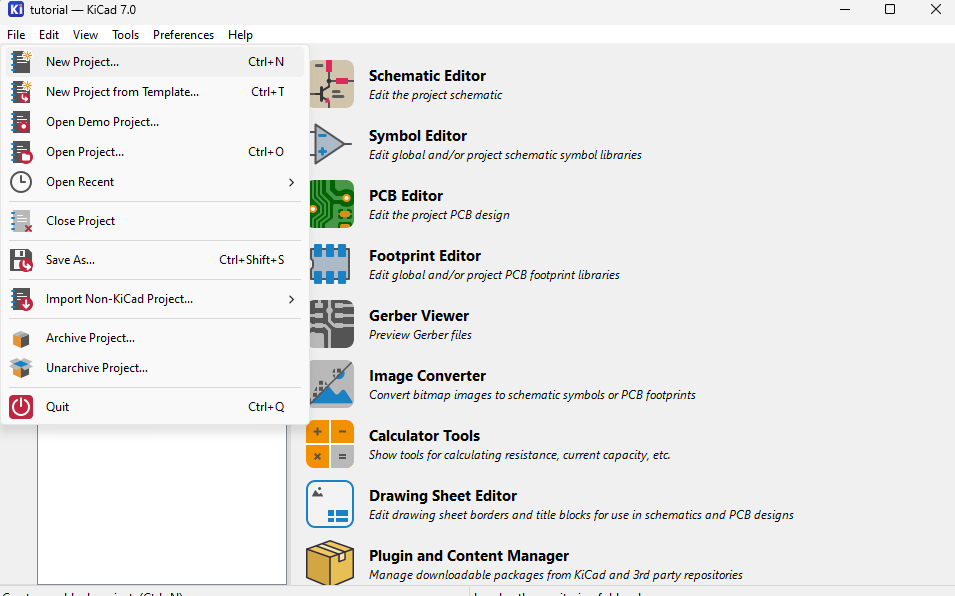 tutorial — KiCad 7.0
File Edit View Tools Preferences Help
New Project... Ctrl+N
New Project from Template... Ctrl+T
Open Demo Project...
Open Project... Ctrl+O
Open Recent
Close Project
Save As... Ctrl+Shift+S
Import Non-KiCad Project...
Archive Project...
Unarchive Project...
Quit Ctrl+Q
Schematic Editor
Edit the project schematic
Symbol Editor
Edit global and/or project schematic symbol libraries
PCB Editor
Edit the project PCB design
Footprint Editor
Edit global and/or project PCB footprint libraries
Gerber Viewer
Preview Gerber files
Image Converter
Convert bitmap images to schematic symbols or PCB footprints
Calculator Tools
Show tools for calculating resistance, current capacity, etc.
Drawing Sheet Editor
Edit drawing sheet borders and title blocks for use in schematics and PCB designs
Plugin and Content Manager
Manage downloadable packages from KiCad and 3rd party repositories